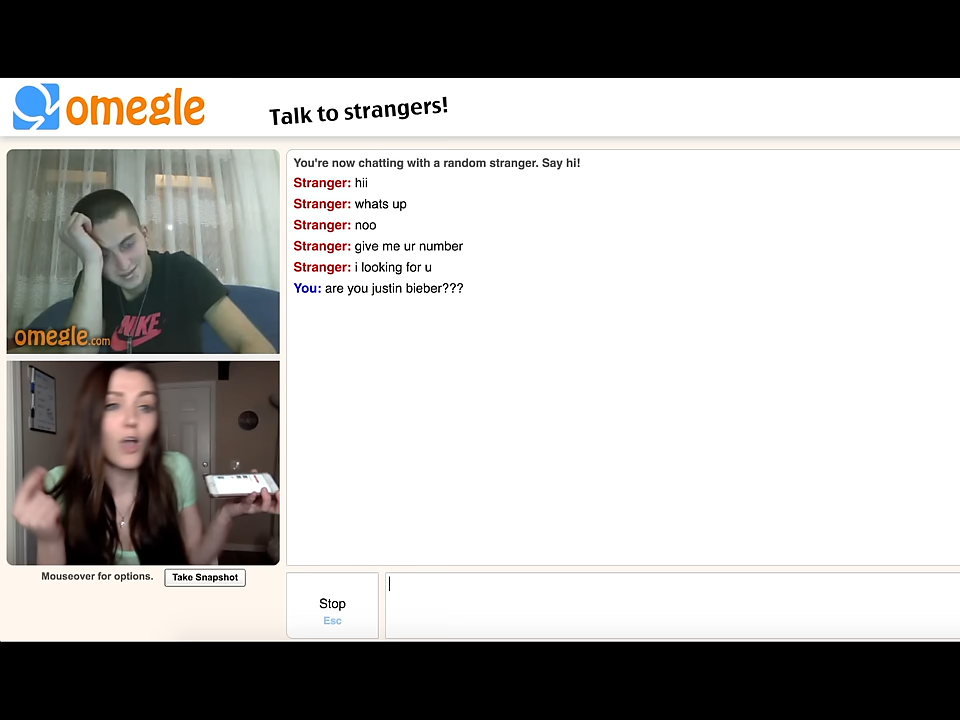 omegle
Talk to strangers!
You're now chatting with a random stranger. Say hi!
Stranger: hii
Stranger: whats up
Stranger: noo
Stranger: give me ur number
Stranger: i looking for u
You: are you justin bieber???
NIKE
omegle.com
Mouseover for options.
Take Snapshot
Stop
Esc